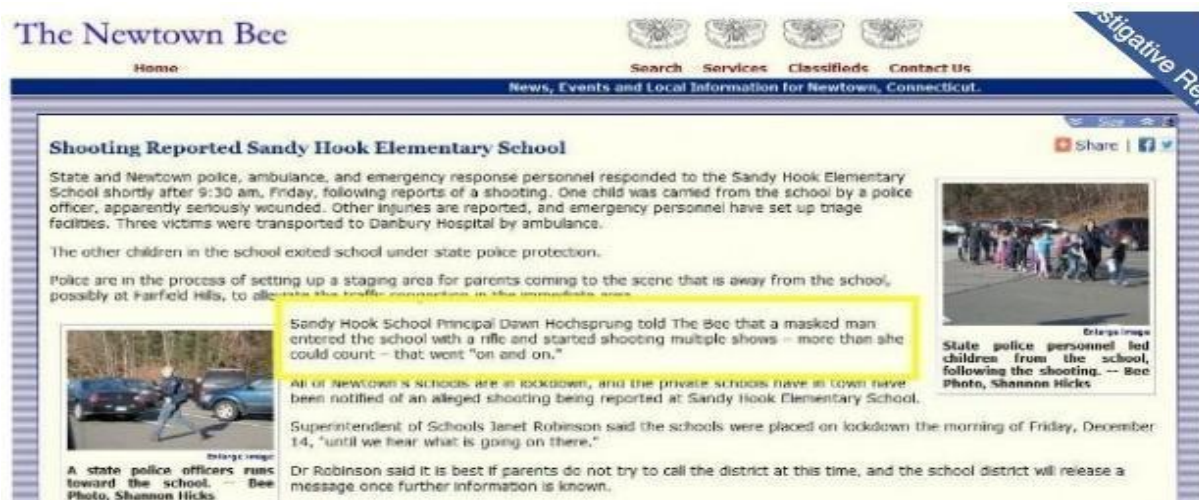 The Newtown Bee
stigative Re
Home
Search Services Classifieds Contact Us
News, Events and Local Information for Newtown, Connecticut.
Size
Shooting Reported Sandy Hook Elementary School
Share |
State and Newtown police, ambulance, and emergency response personnel responded to the Sandy Hook Elementary
School shortly after 9:30 am, Friday, following reports of a shooting. One child was carried from the school by a police
officer, apparently seriously wounded. Other injuries are reported, and emergency personnel have set up triage
facilities. Three victims were transported to Danbury Hospital by ambulance.
The other children in the school exited school under state police protection.
Police are in the process of setting up a staging area for parents coming to the scene that is away from the school,
possibly at Fairfield Hills, to alleviate the traffic congestion in the immediate area.
Sandy Hook School Principal Dawn Hochsprung told The Bee that a masked man
entered the school with a rifle and started shooting multiple shows – more than she
could count – that went "on and on."
All of Newtown's schools are in lockdown, and the private schools have in town have
been notified of an alleged shooting being reported at Sandy Hook Elementary School.
Superintendent of Schools Janet Robinson said the schools were placed on lockdown the morning of Friday, December
14, "until we hear what is going on there."
Dr Robinson said it is best if parents do not try to call the district at this time, and the school district will release a
message once further information is known.
Enlarge Image
State police personnel led
children from the school,
following the shooting. -- Bee
Photo, Shannon Hicks
Enlarge Image
A state police officers runs
toward the school. -- Bee
Photo, Shannon Hicks